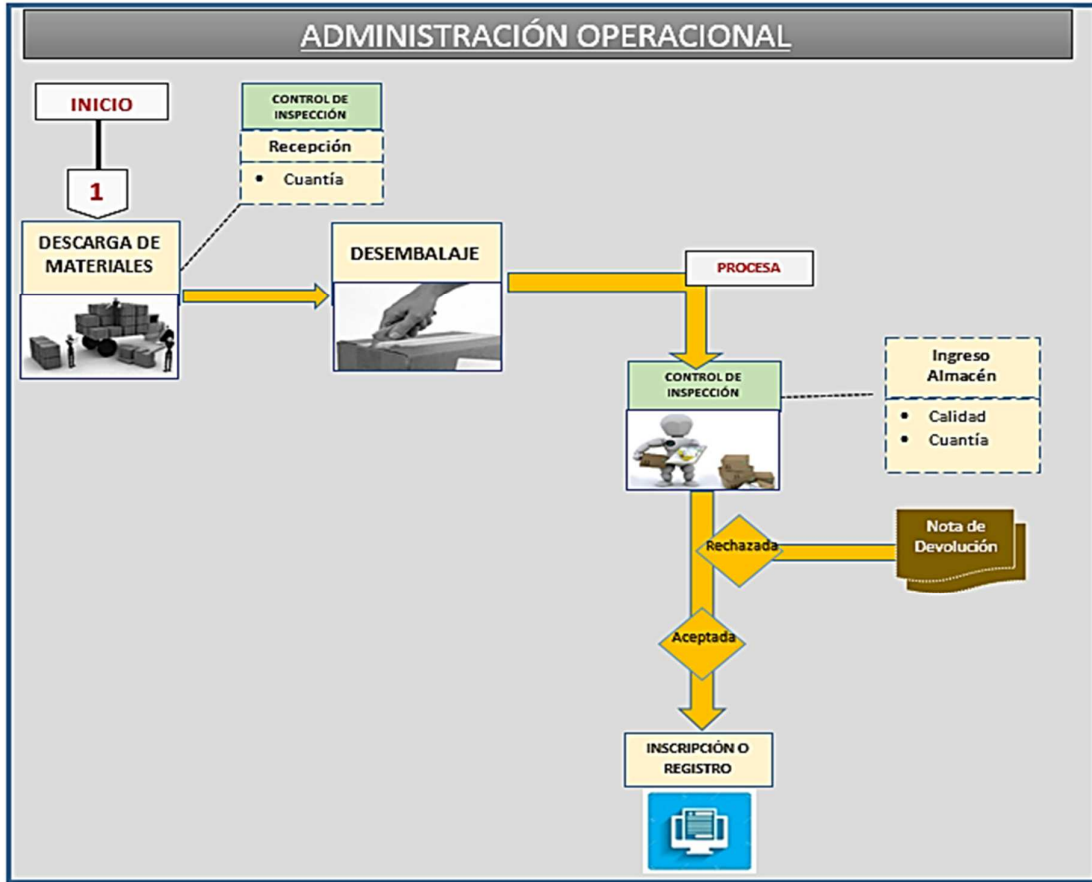 ADMINISTRACIÓN OPERACIONAL
INICIO
1
CONTROL DE
INSPECCIÓN
Recepción
• Cuantía
DESCARGA DE
MATERIALES
DESEMBALAJE
PROCESA
CONTROL DE
INSPECCIÓN
Ingreso
Almacén
• Calidad
• Cuantía
Rechazada
Nota de
Devolución
Aceptada
INSCRIPCIÓN O
REGISTRO